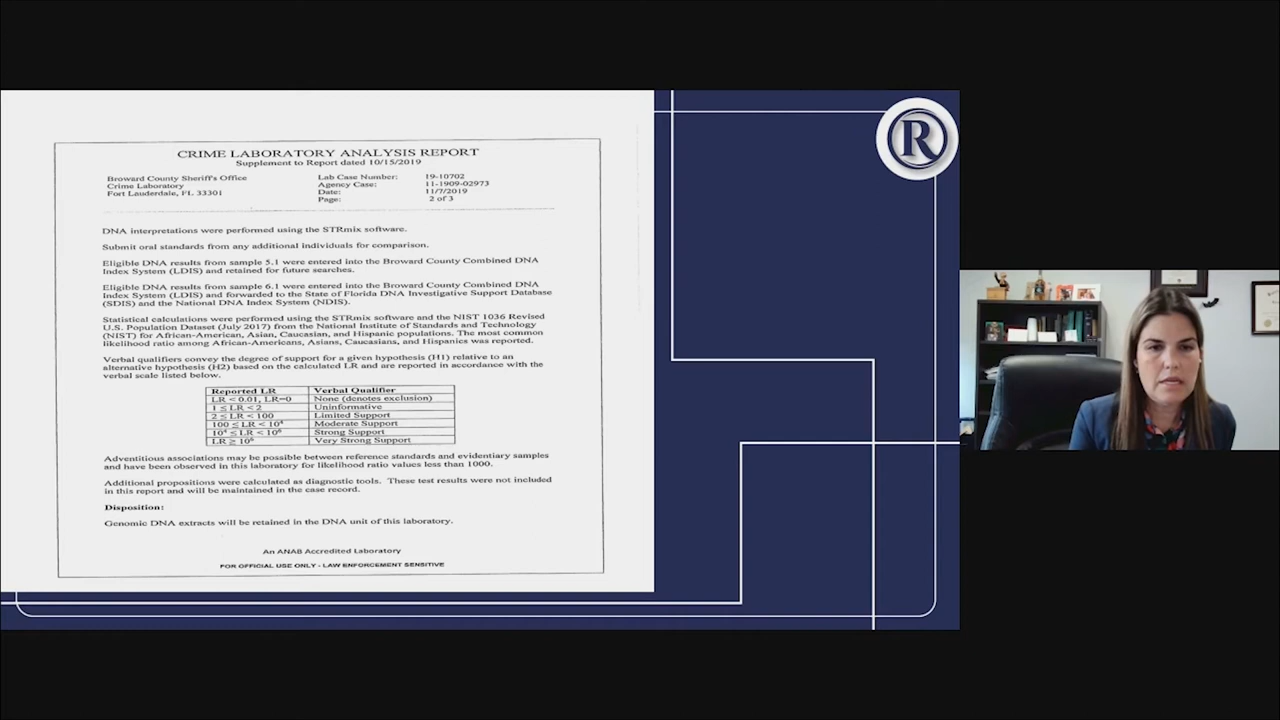 CRIME LABORATORY ANALYSIS REPORT
Supplement to Report dated 10/15/2019
Broward County Sheriff's Office
Crime Laboratory
Fort Lauderdale, FL 33301
Lab Case Number: 19-10702
Agency Case: 11-1909-02973
Date: 11/7/2019
Page: 2 of 3
DNA interpretations were performed using the STRmix software.
Submit oral standards from any additional individuals for comparison.
Eligible DNA results from sample 5.1 were entered into the Broward County Combined DNA
Index System (LDIS) and retained for future searches.
Eligible DNA results from sample 6.1 were entered into the Broward County Combined DNA
Index System (LDIS) and forwarded to the State of Florida DNA Investigative Support Database
(SDIS) and the National DNA Index System (NDIS).
Statistical calculations were performed using the STRmix software and the NIST 1036 Revised
U.S. Population Dataset (July 2017) from the National Institute of Standards and Technology
(NIST) for African-American, Asian, Caucasian, and Hispanic populations. The most common
likelihood ratio among African-Americans, Asians, Caucasians, and Hispanics was reported.
Verbal qualifiers convey the degree of support for a given hypothesis (H1) relative to an
alternative hypothesis (H2) based on the calculated LR and are reported in accordance with the
verbal scale listed below.
Reported LR Verbal Qualifier
LR < 0.01, LR=0 None (denotes exclusion)
1 ≤ LR < 2 Uninformative
2 ≤ LR < 100 Limited Support
100 ≤ LR < 10⁴ Moderate Support
10⁴ ≤ LR < 10⁶ Strong Support
LR ≥ 10⁶ Very Strong Support
Adventitious associations may be possible between reference standards and evidentiary samples
and have been observed in this laboratory for likelihood ratio values less than 1000.
Additional propositions were calculated as diagnostic tools. These test results were not included
in this report and will be maintained in the case record.
Disposition:
Genomic DNA extracts will be retained in the DNA unit of this laboratory.
An ANAB Accredited Laboratory
FOR OFFICIAL USE ONLY - LAW ENFORCEMENT SENSITIVE
R